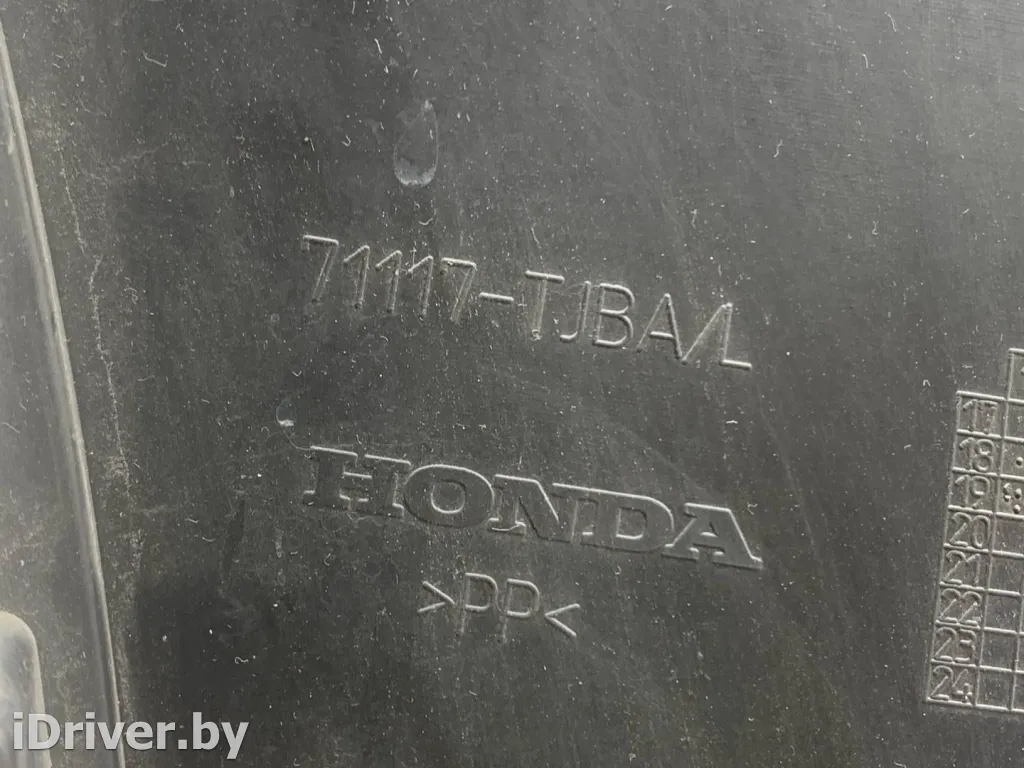 71117-TJBA/L
HONDA
>PP<
17
18
19
20
21
22
23
24
iDriver.by